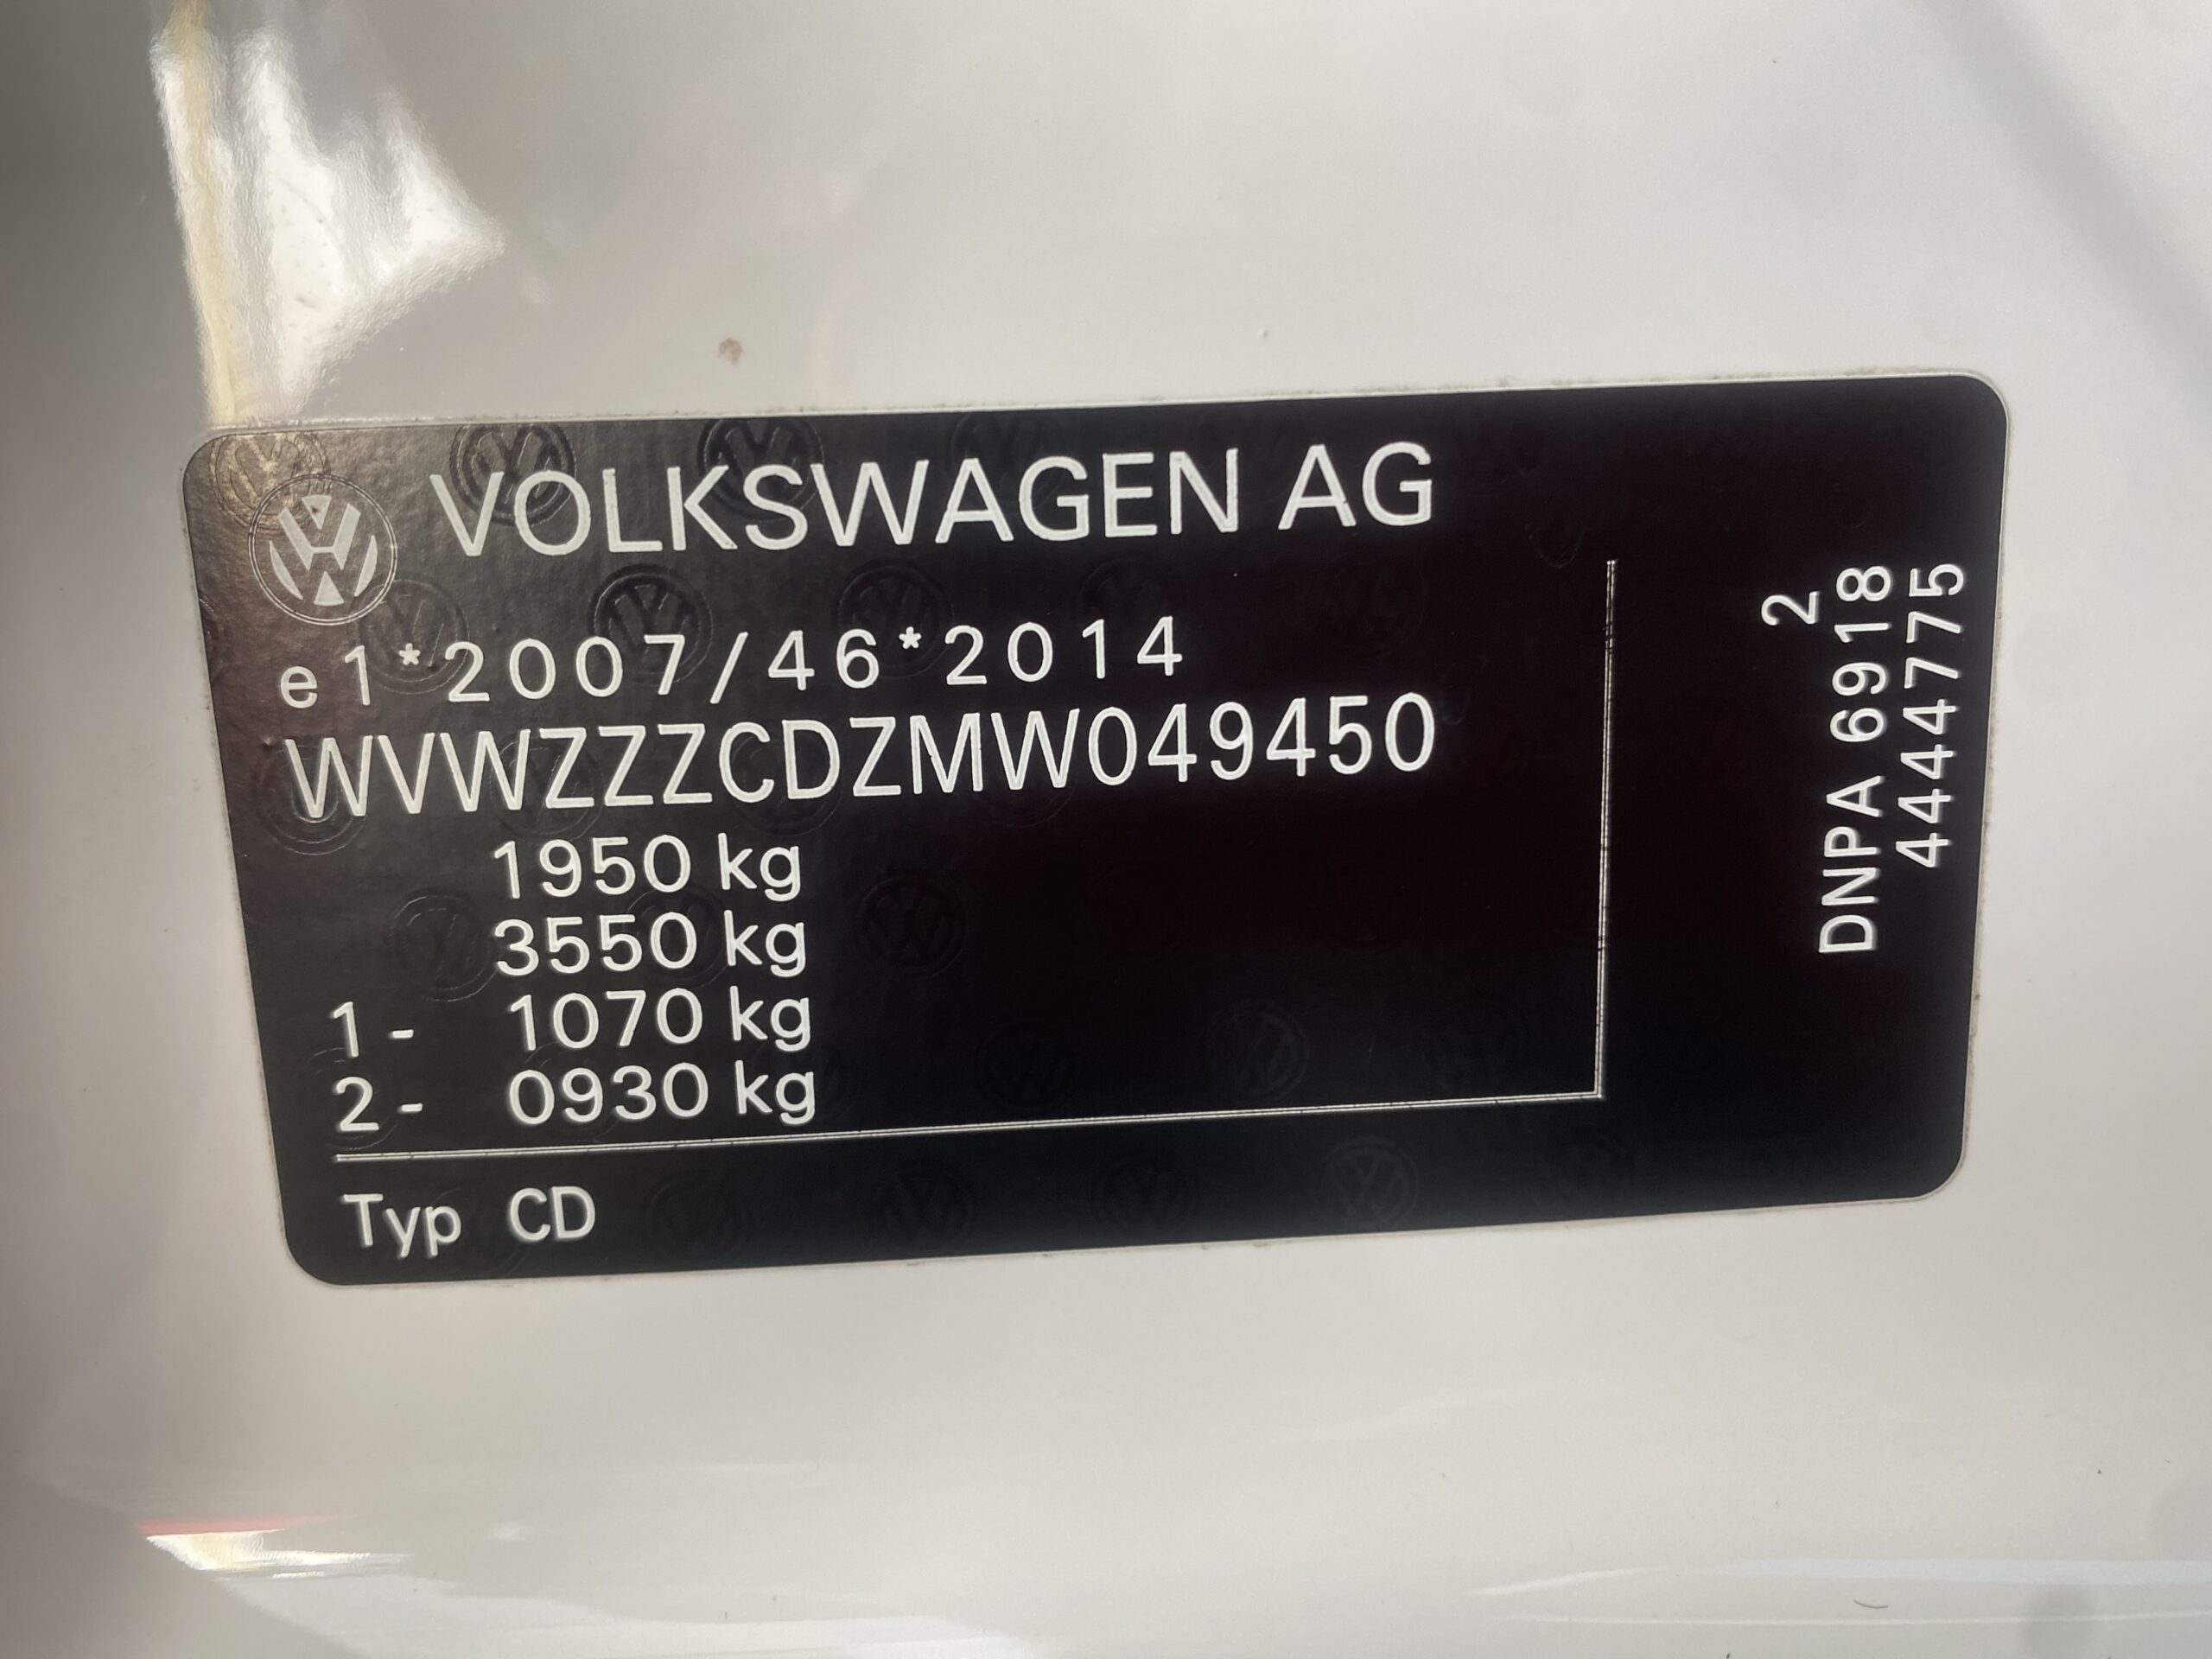 VOLKSWAGEN AG
e1*2007/46*2014
WVWZZZCDZMW049450
1950 kg
3550 kg
1- 1070 kg
2- 0930 kg
Typ CD
2
DNPA 6918
4444775